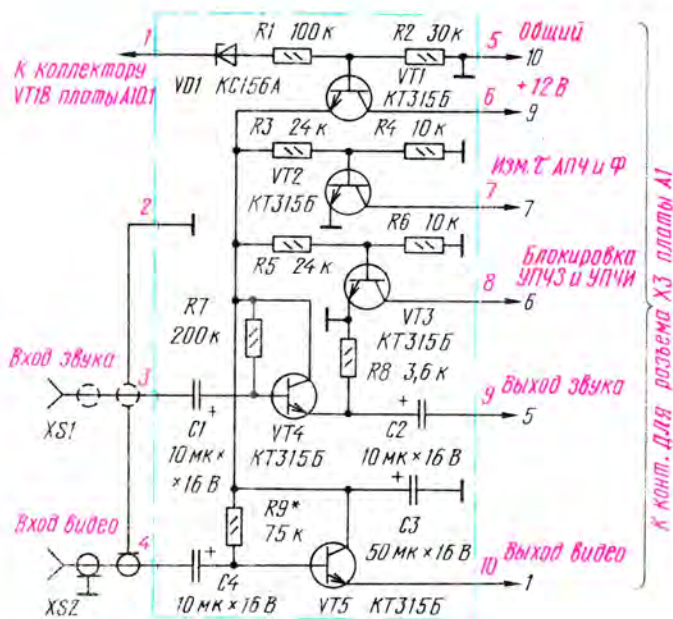 1
R1 100 к
R2 30 к
5 Общий
10
К коллектору
VT1В платы А10.1
VD1 КС156А
VT1
КТ315Б
6 +12 В
9
R3 24 к
R4 10 к
VT2
КТ315Б
7 Изм. τ АПЧ и Ф
7
2
R6 10 к
R5 24 к
Блокировка
УПЧЗ и УПЧИ
8
6
R7
200 к
VT3
КТ315Б
R8 3,6 к
Вход звука
3
XS1
C1
10 мк ×
× 16 В
VT4
КТ315Б
C2
10 мк × 16 В
9 Выход звука
5
Вход видео
4
XS2
R9*
75 к
C3
50 мк × 16 В
C4
10 мк × 16 В
VT5 КТ315Б
10 Выход видео
1
К конт. для разъема Х3 платы А1